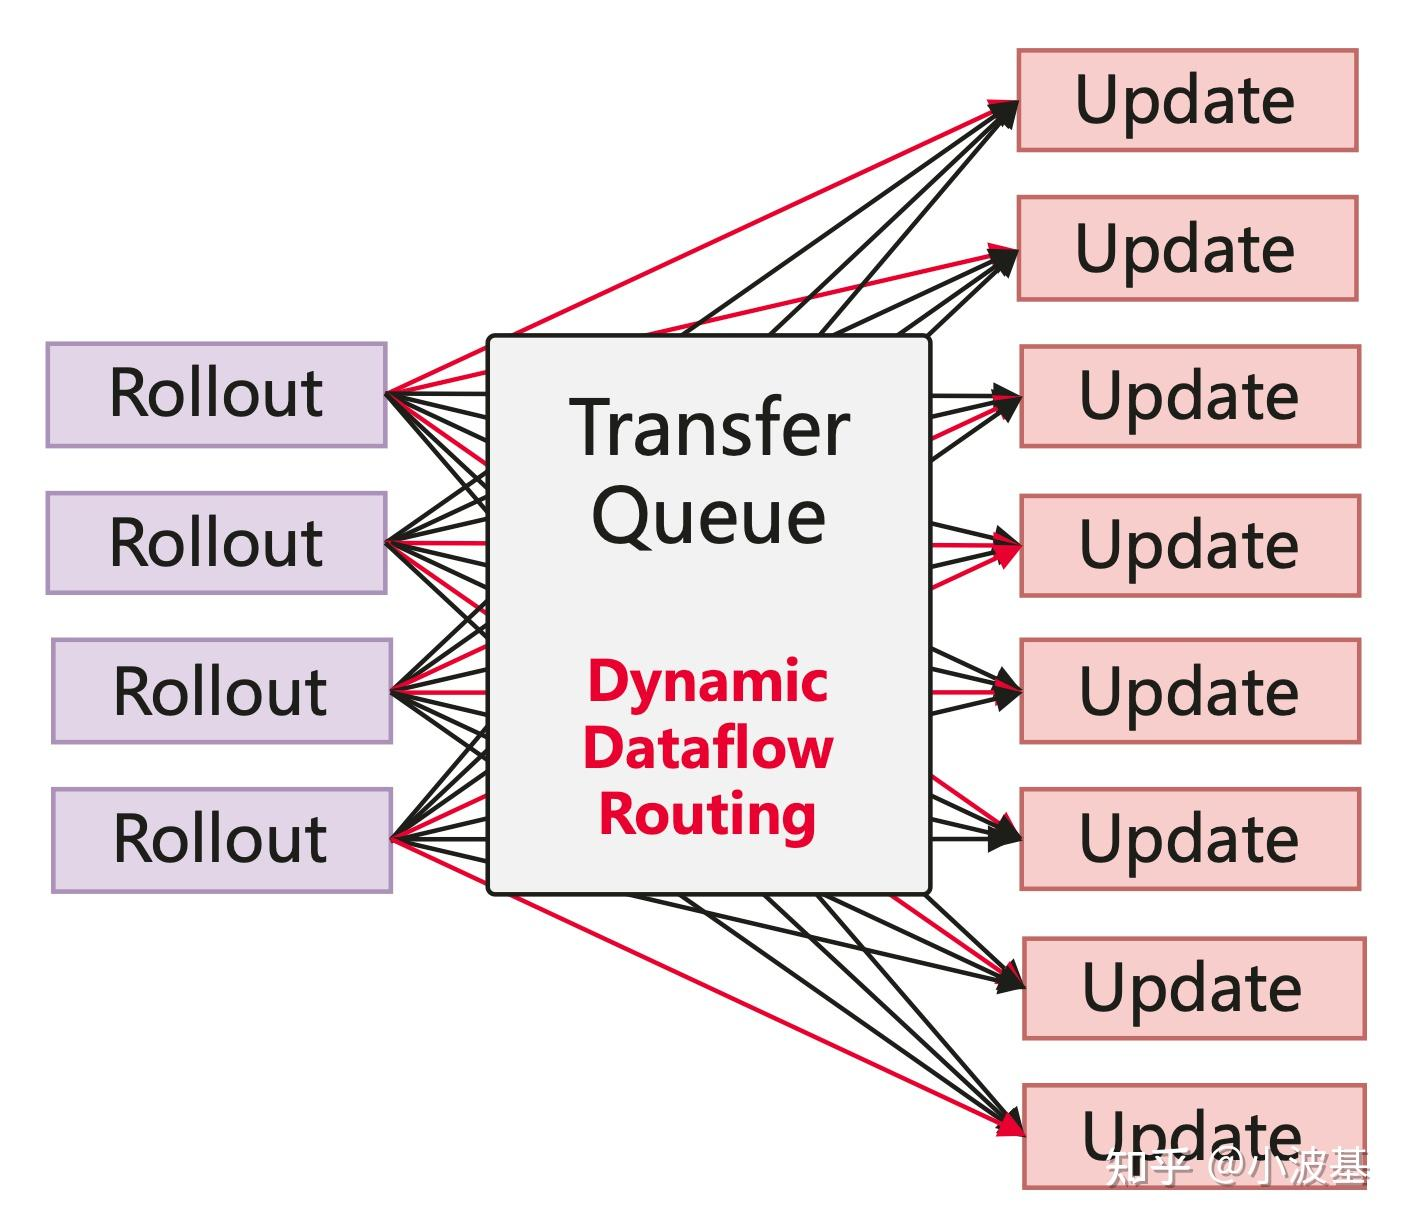 Update
Update
Rollout
Update
Rollout
Update
Rollout
Update
Rollout
Update
Transfer
Queue
Dynamic
Dataflow
Routing
Update
Update
知乎 @小波基